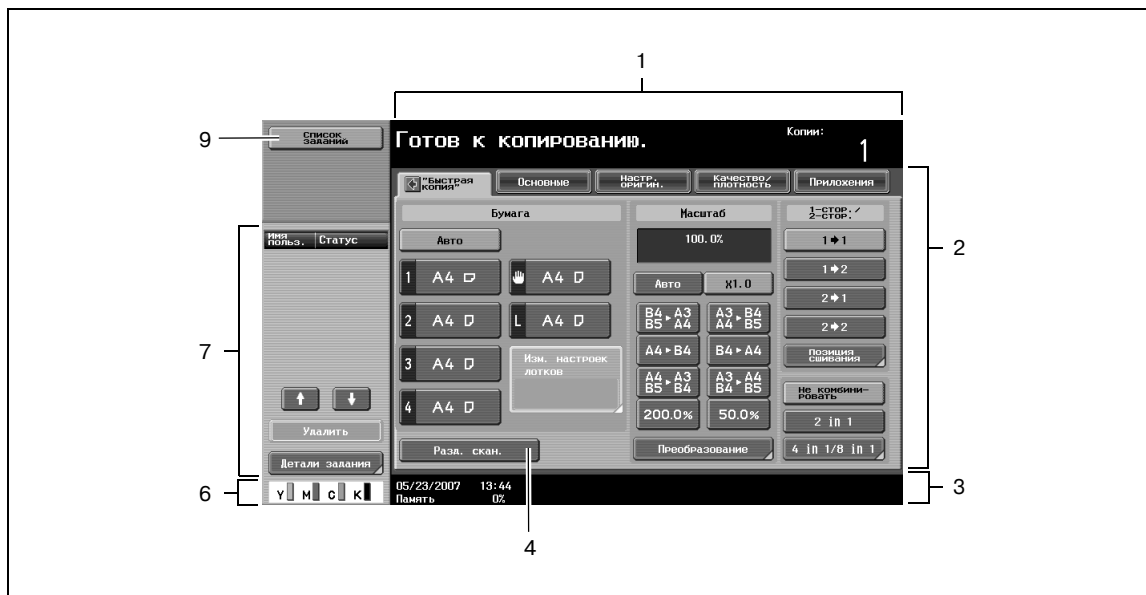 1
9
Список
заданий
Готов к копированию.
Копии:
1
"Быстрая
копия"
Основные
Настр.
оригин.
Качество/
плотность
Приложения
2
Бумага
Масштаб
1-стор./
2-стор.
7
Имя
польз.
Статус
Авто
100.0%
1 1
1 A4
A4
Авто
X1.0
1 2
2 1
2 A4
L A4
B4 A3
B5 A4
A3 B4
A4 B5
2 2
3 A4
Изм. настроек
лотков
A4 B4
B4 A4
Позиция
сшивания
4 A4
A4 A3
B5 B4
A3 A4
B4 B5
Не комбини-
ровать
200.0%
50.0%
2 in 1
Удалить
Разд. скан.
Преобразование
4 in 1/8 in 1
Детали задания
6
Y M C K
05/23/2007 13:44
Память 0%
3
4